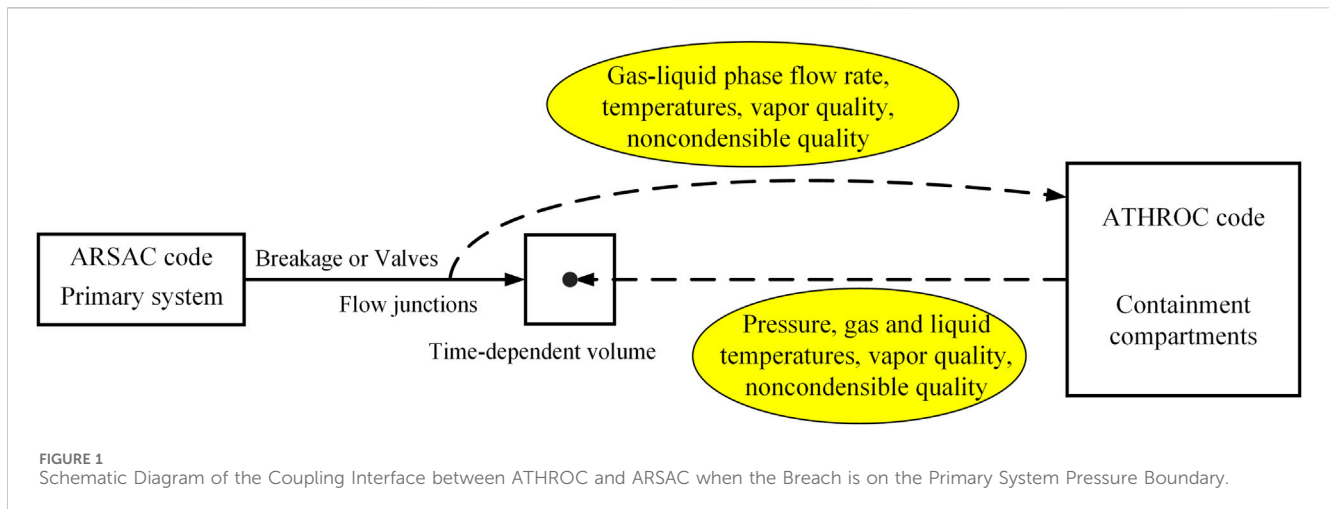 Gas-liquid phase flow rate,
temperatures, vapor quality,
noncondensible quality
ARSAC code
Primary system
Breakage or Valves
Flow junctions
Time-dependent volume
Pressure, gas and liquid
temperatures, vapor quality,
noncondensible quality
ATHROC code
Containment
compartments
FIGURE 1
Schematic Diagram of the Coupling Interface between ATHROC and ARSAC when the Breach is on the Primary System Pressure Boundary.